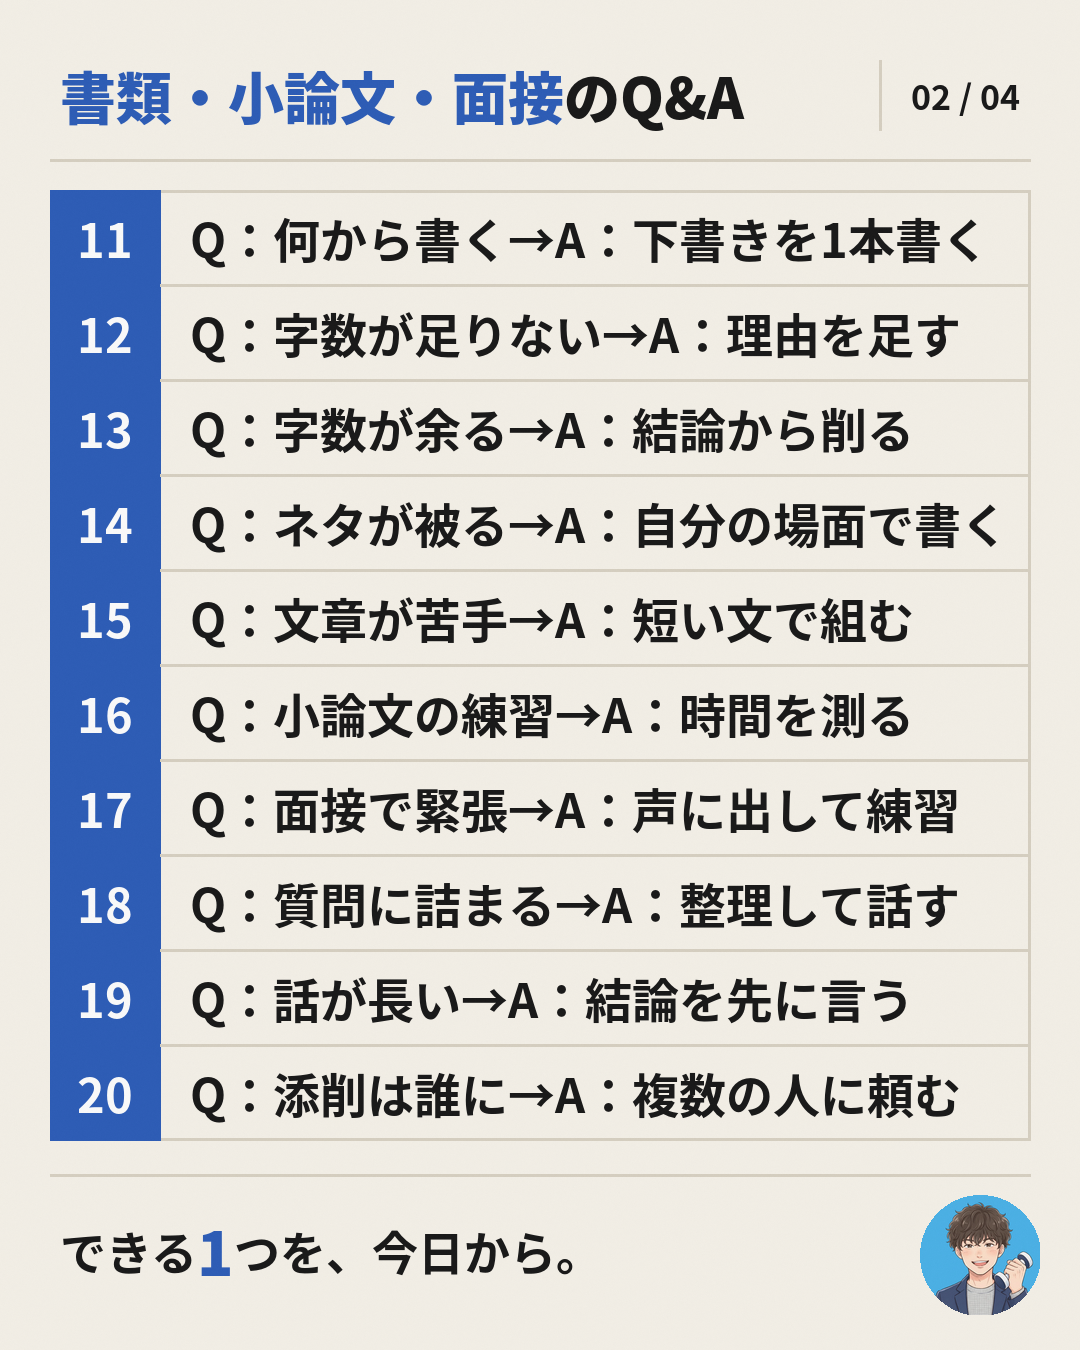 書類・小論文・面接のQ&A
02 / 04
11 Q：何から書く→A：下書きを1本書く
12 Q：字数が足りない→A：理由を足す
13 Q：字数が余る→A：結論から削る
14 Q：ネタが被る→A：自分の場面で書く
15 Q：文章が苦手→A：短い文で組む
16 Q：小論文の練習→A：時間を測る
17 Q：面接で緊張→A：声に出して練習
18 Q：質問に詰まる→A：整理して話す
19 Q：話が長い→A：結論を先に言う
20 Q：添削は誰に→A：複数の人に頼む
できる1つを、今日から。